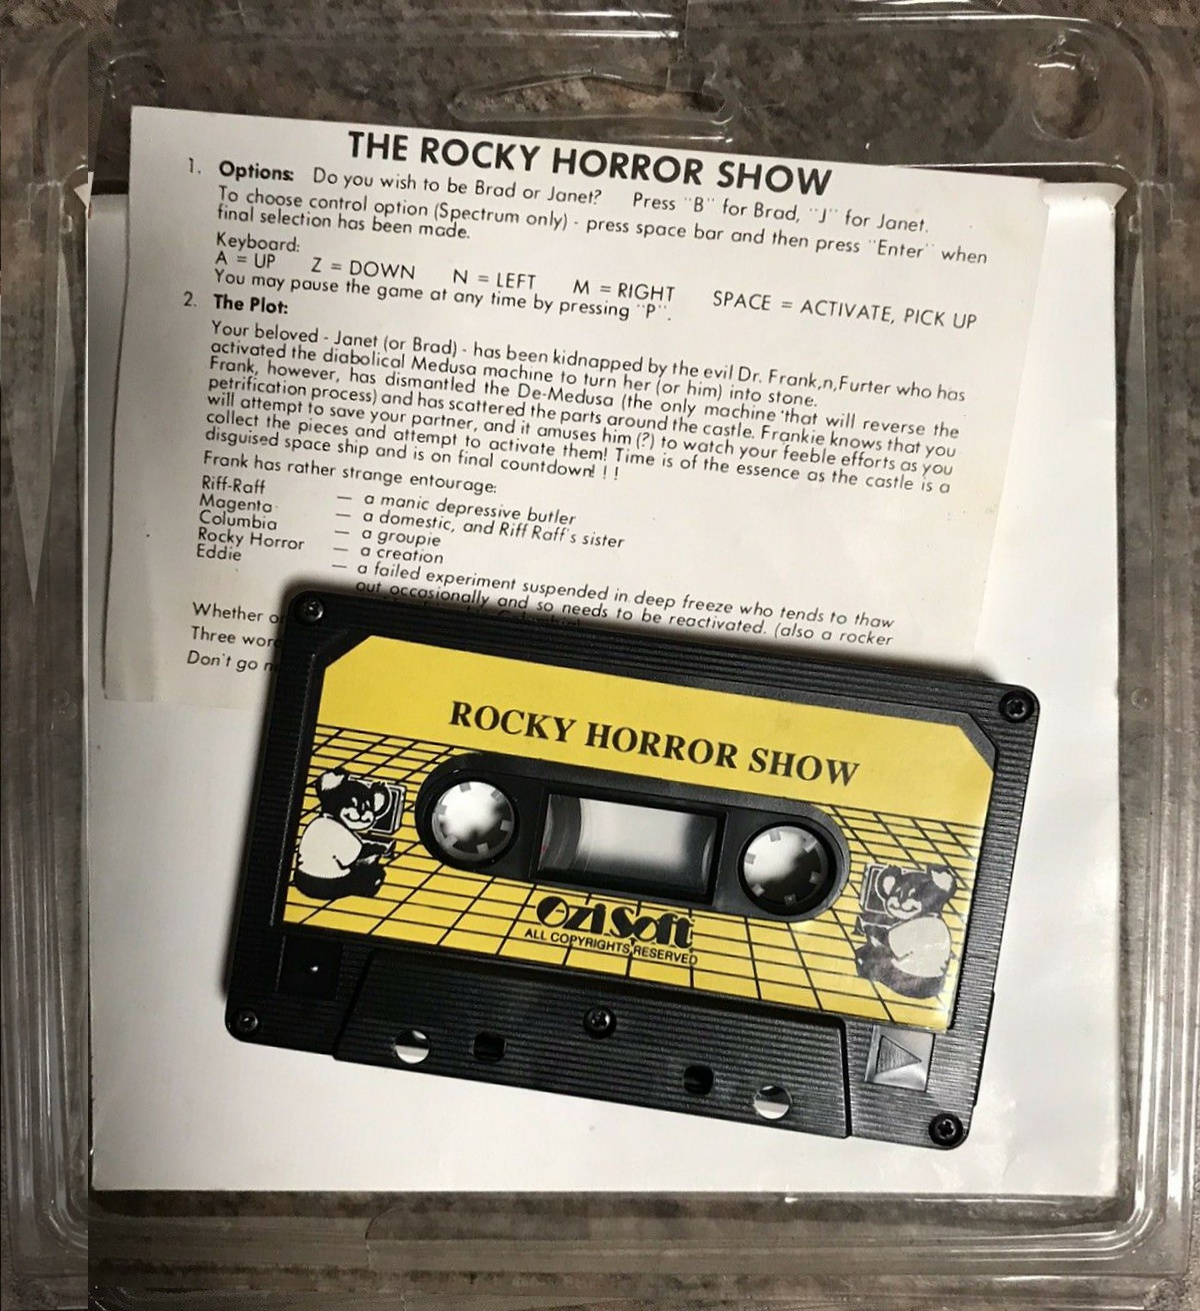 THE ROCKY HORROR SHOW
1. Options: Do you wish to be Brad or Janet? Press "B" for Brad, "J" for Janet.
To choose control option (Spectrum only) - press space bar and then press "Enter" when
final selection has been made.
Keyboard:
A = UP Z = DOWN N = LEFT M = RIGHT SPACE = ACTIVATE, PICK UP
You may pause the game at any time by pressing "P".
2. The Plot:
Your beloved - Janet (or Brad) - has been kidnapped by the evil Dr. Frank,n,Furter who has
activated the diabolical Medusa machine to turn her (or him) into stone.
Frank, however, has dismantled the De-Medusa (the only machine that will reverse the
petrification process) and has scattered the parts around the castle. Frankie knows that you
will attempt to save your partner, and it amuses him (?) to watch your feeble efforts as you
collect the pieces and attempt to activate them! Time is of the essence as the castle is a
disguised space ship and is on final countdown! ! !
Frank has rather strange entourage:
Riff-Raff — a manic depressive butler
Magenta — a domestic, and Riff Raff's sister
Columbia — a groupie
Rocky Horror — a creation
Eddie — a failed experiment suspended in deep freeze who tends to thaw
out occasionally and so needs to be reactivated. (also a rocker
Whether
Three
Don't go
ROCKY HORROR SHOW
OziSoft
ALL COPYRIGHTS RESERVED